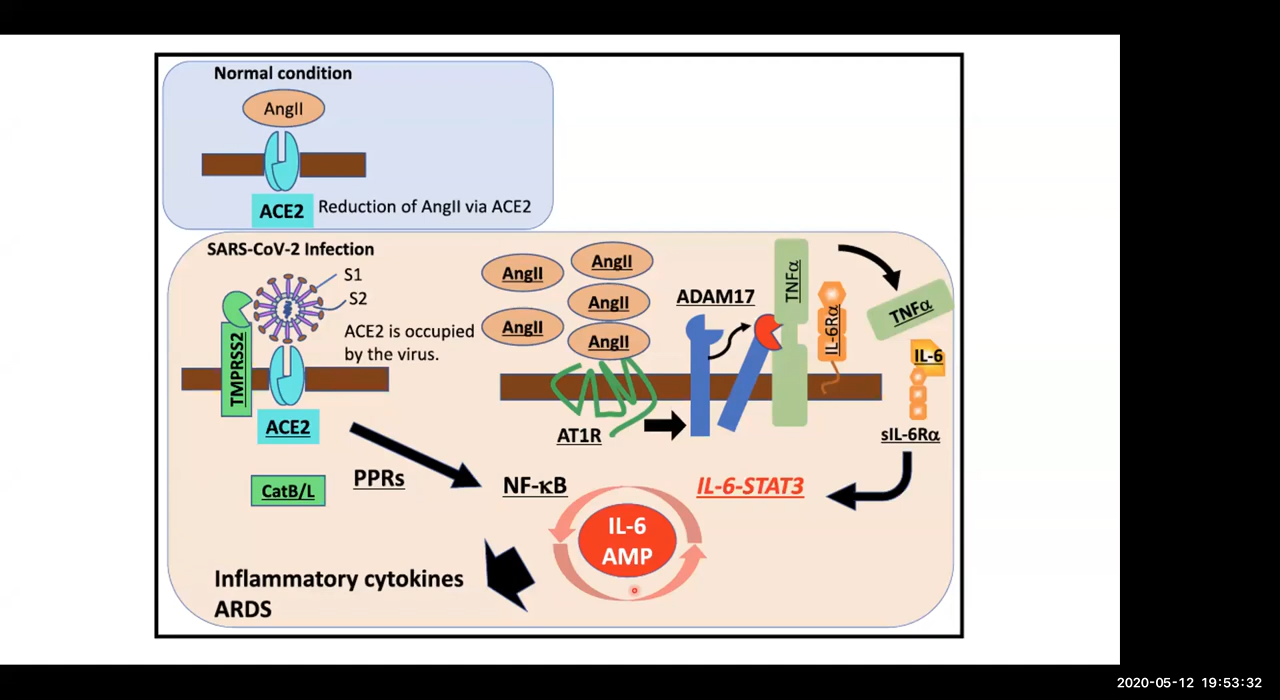 Normal condition
AngII
ACE2
Reduction of AngII via ACE2
SARS-CoV-2 Infection
S1
S2
TMPRSS2
ACE2 is occupied
by the virus.
ACE2
CatB/L
PPRs
AngII
AngII
AngII
AngII
AngII
AT1R
ADAM17
TNFα
IL-6Rα
TNFα
IL-6
sIL-6Rα
NF-κB
IL-6-STAT3
IL-6
AMP
Inflammatory cytokines
ARDS
2020-05-12 19:53:32